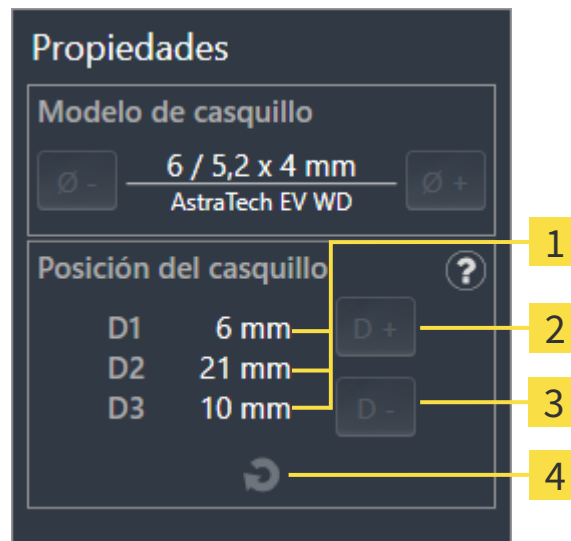 Propiedades
Modelo de casquillo
Ø - 6 / 5,2 x 4 mm Ø +
AstraTech EV WD
1
Posición del casquillo ?
D1 6 mm D + 2
D2 21 mm
D3 10 mm D - 3
4